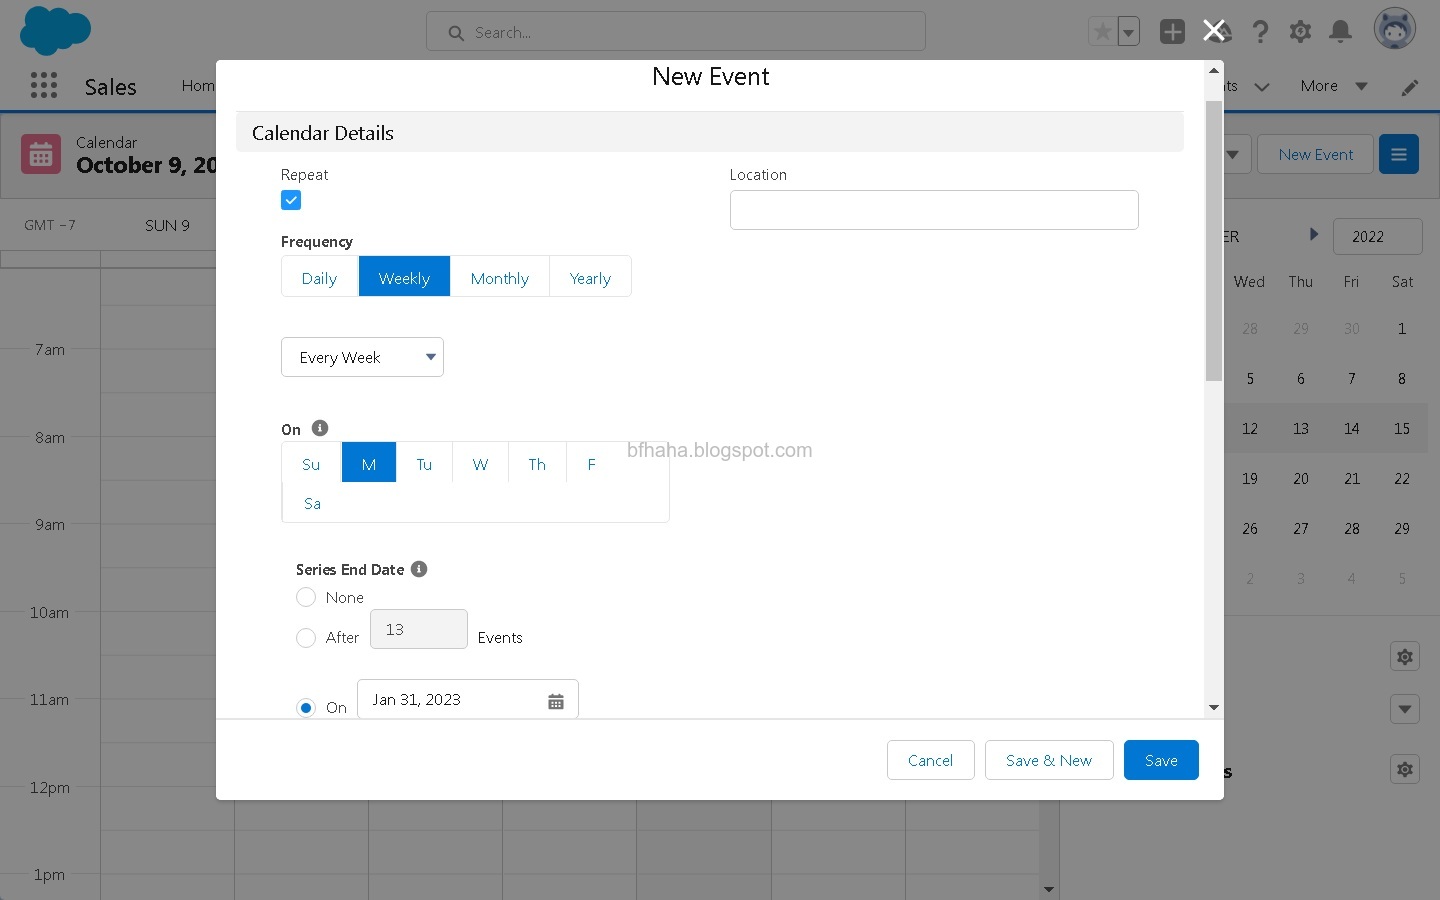 Search...
Sales
Hom
ts
More
New Event
Calendar
October 9, 20
New Event
Calendar Details
GMT −7
SUN 9
ER
2022
Repeat
Location
Frequency
Daily
Weekly
Monthly
Yearly
Every Week
On
Su
M
Tu
W
Th
F
Sa
bfhaha.blogspot.com
Series End Date
None
After
13
Events
On
Jan 31, 2023
Cancel
Save & New
Save
7am
8am
9am
10am
11am
12pm
1pm
Wed Thu Fri Sat
28 29 30 1
5 6 7 8
12 13 14 15
19 20 21 22
26 27 28 29
2 3 4 5
s